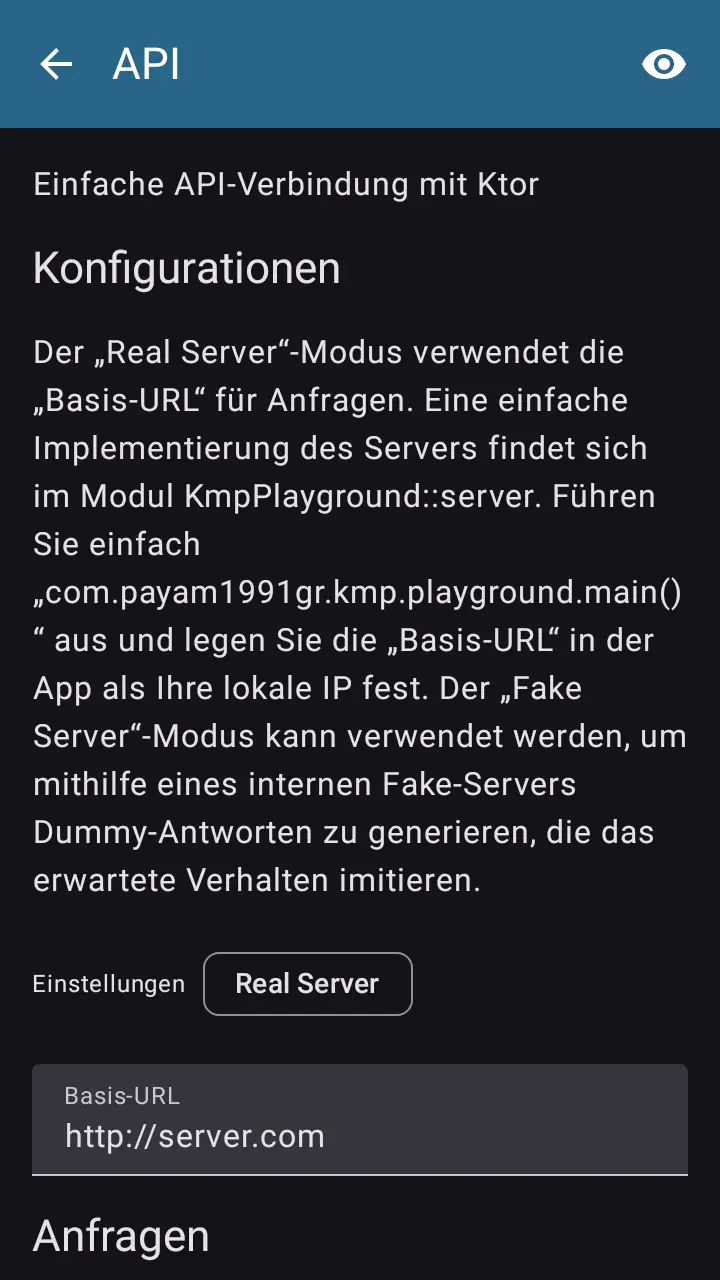 API
Einfache API-Verbindung mit Ktor
Konfigurationen
Der „Real Server“-Modus verwendet die
„Basis-URL“ für Anfragen. Eine einfache
Implementierung des Servers findet sich
im Modul KmpPlayground::server. Führen
Sie einfach
„com.payam1991gr.kmp.playground.main()
“ aus und legen Sie die „Basis-URL“ in der
App als Ihre lokale IP fest. Der „Fake
Server“-Modus kann verwendet werden, um
mithilfe eines internen Fake-Servers
Dummy-Antworten zu generieren, die das
erwartete Verhalten imitieren.
Einstellungen Real Server
Basis-URL
http://server.com
Anfragen